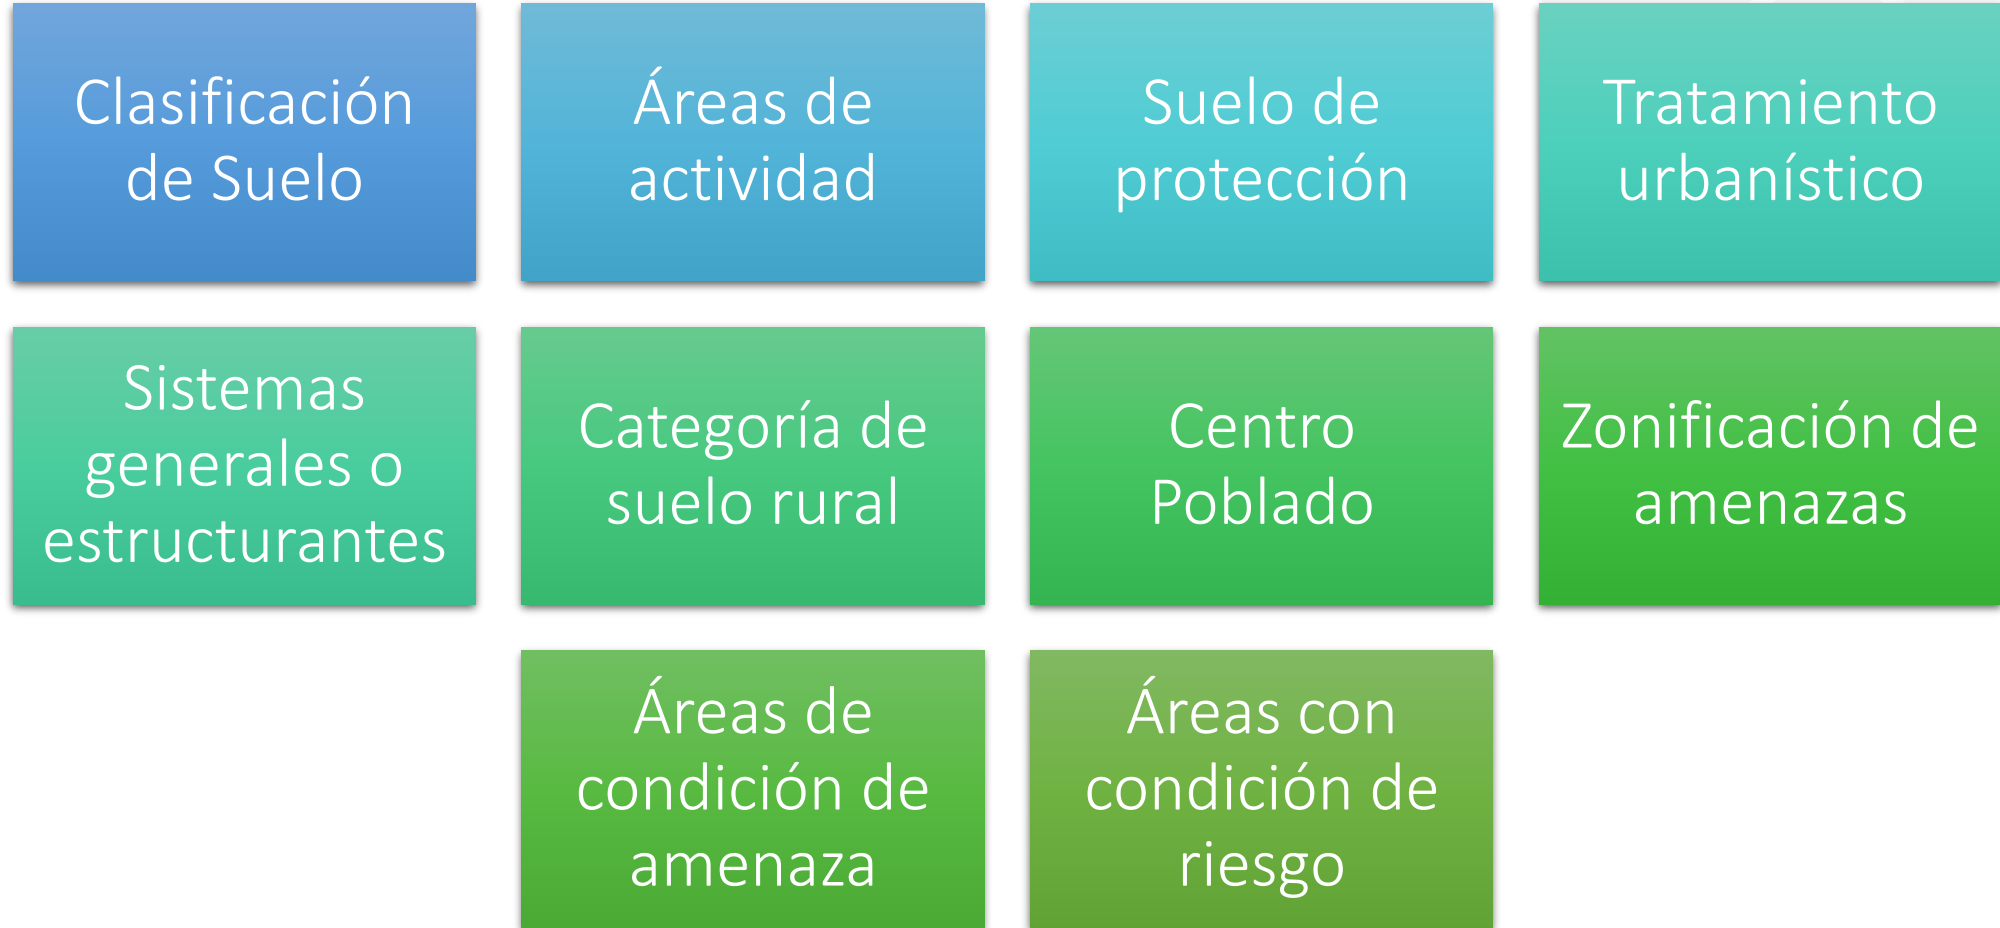 Clasificación
de Suelo
Áreas de
actividad
Suelo de
protección
Tratamiento
urbanístico
Sistemas
generales o
estructurantes
Categoría de
suelo rural
Centro
Poblado
Zonificación de
amenazas
Áreas de
condición de
amenaza
Áreas con
condición de
riesgo